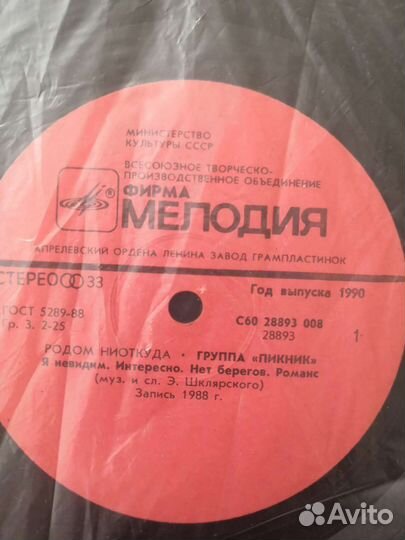 МИНИСТЕРСТВО
КУЛЬТУРЫ СССР
ВСЕСОЮЗНОЕ ТВОРЧЕСКО-
ПРОИЗВОДСТВЕННОЕ ОБЪЕДИНЕНИЕ
ФИРМА
МЕЛОДИЯ
АПРЕЛЕВСКИЙ ОРДЕНА ЛЕНИНА ЗАВОД ГРАМПЛАСТИНОК
СТЕРЕО 33
Год выпуска 1990
ГОСТ 5289-88
Гр. 3. 2-25
С60 28893 008
28893
1
РОДОМ НИОТКУДА • ГРУППА «ПИКНИК»
Я невидим. Интересно. Нет берегов. Романс
(муз. и сл. Э. Шклярского)
Запись 1988 г.
Avito